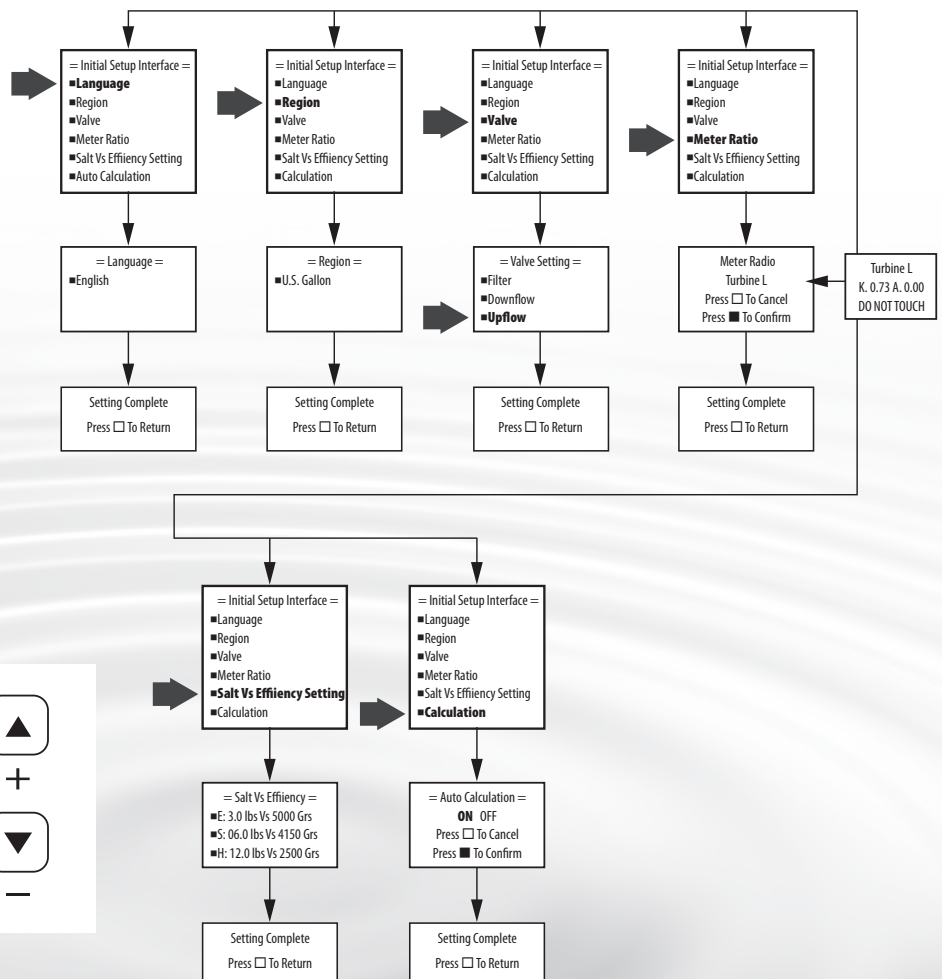 = Initial Setup Interface =
■Language
■Region
■Valve
■Meter Ratio
■Salt Vs Effiiency Setting
■Auto Calculation
= Initial Setup Interface =
■Language
■Region
■Valve
■Meter Ratio
■Salt Vs Effiiency Setting
■Calculation
= Initial Setup Interface =
■Language
■Region
■Valve
■Meter Ratio
■Salt Vs Effiiency Setting
■Calculation
= Initial Setup Interface =
■Language
■Region
■Valve
■Meter Ratio
■Salt Vs Effiiency Setting
■Calculation
= Language =
■English
= Region =
■U.S. Gallon
= Valve Setting =
■Filter
■Downflow
■Upflow
Meter Radio
Turbine L
Press □ To Cancel
Press ■ To Confirm
Turbine L
K. 0.73 A. 0.00
DO NOT TOUCH
Setting Complete
Press □ To Return
Setting Complete
Press □ To Return
Setting Complete
Press □ To Return
Setting Complete
Press □ To Return
= Initial Setup Interface =
■Language
■Region
■Valve
■Meter Ratio
■Salt Vs Effiiency Setting
■Calculation
= Initial Setup Interface =
■Language
■Region
■Valve
■Meter Ratio
■Salt Vs Effiiency Setting
■Calculation
▲
+
▼
—
= Salt Vs Effiiency =
■E: 3.0 lbs Vs 5000 Grs
■S: 06.0 lbs Vs 4150 Grs
■H: 12.0 lbs Vs 2500 Grs
= Auto Calculation =
ON OFF
Press □ To Cancel
Press ■ To Confirm
Setting Complete
Press □ To Return
Setting Complete
Press □ To Return